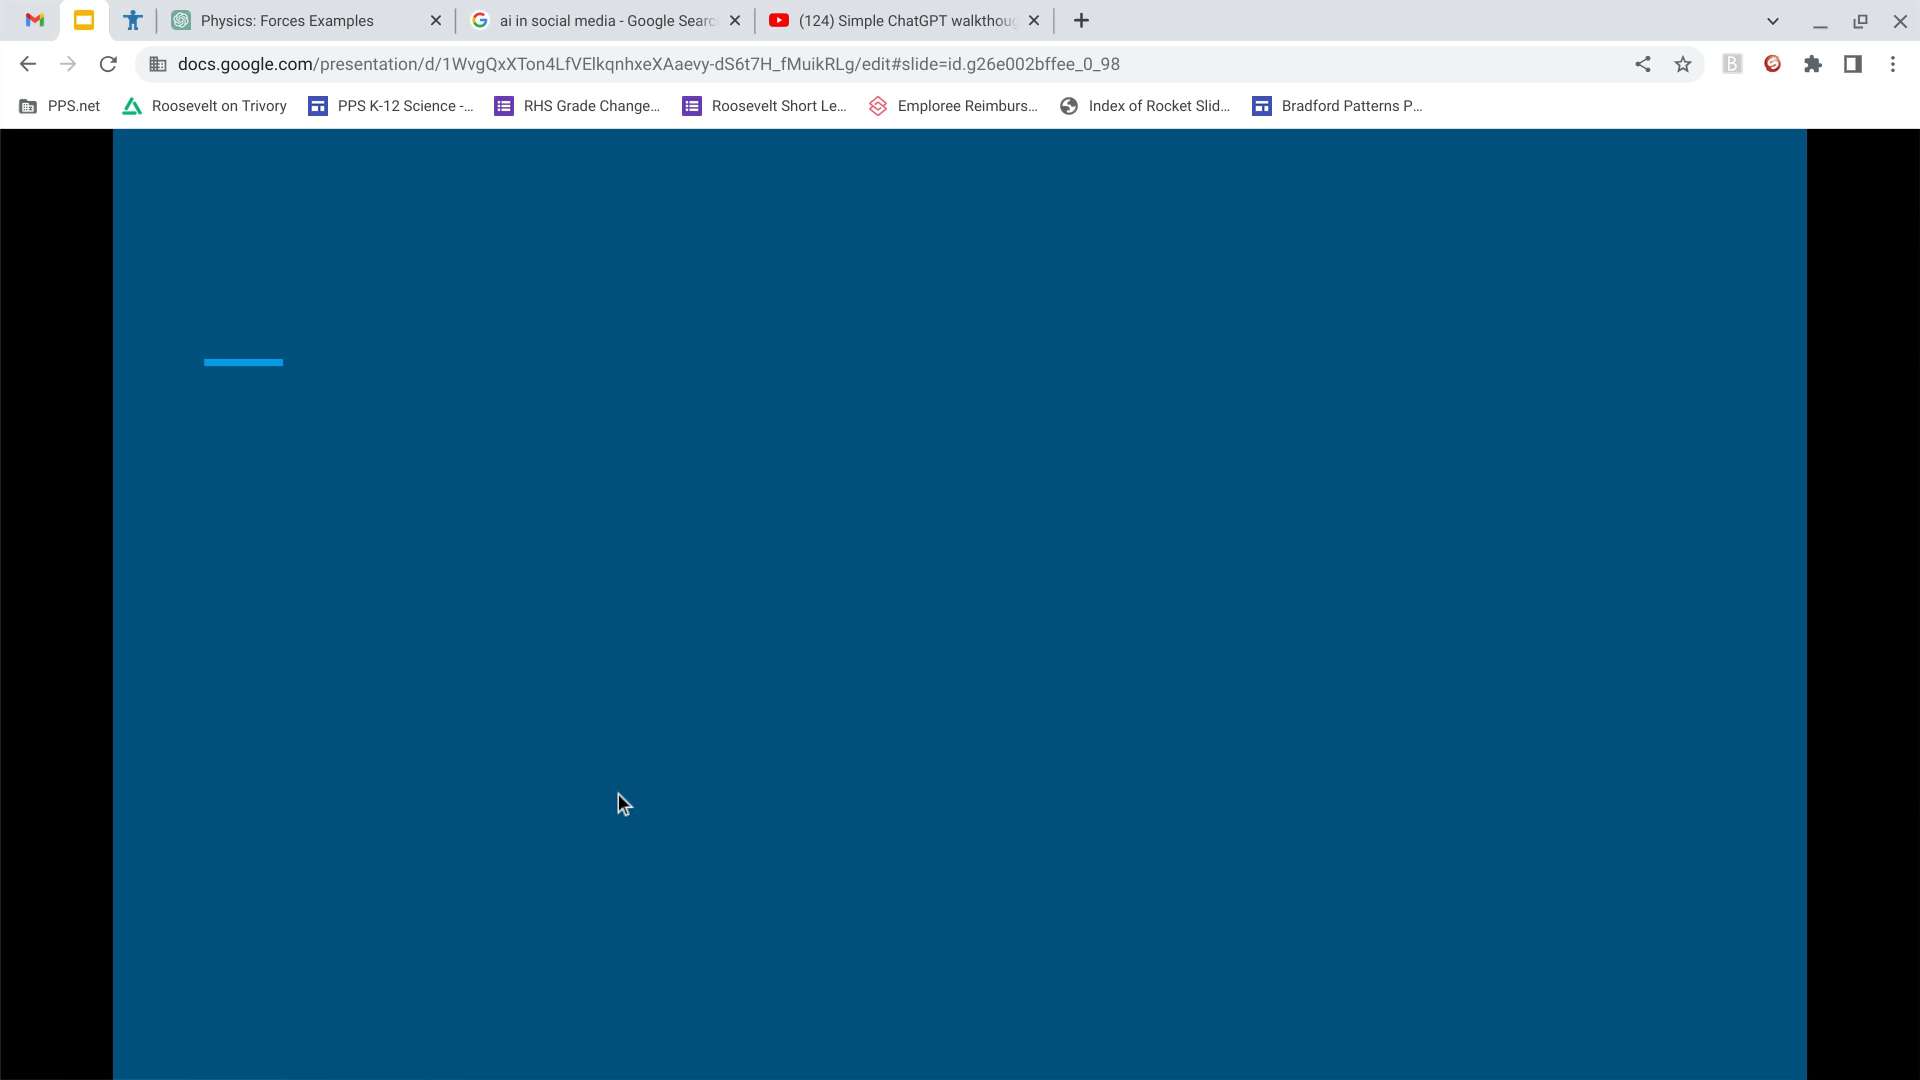 Physics: Forces Examples
ai in social media - Google Searc
(124) Simple ChatGPT walkthoug
docs.google.com/presentation/d/1WvgQxXTon4LfVElkqnhxeXAaevy-dS6t7H_fMuikRLg/edit#slide=id.g26e002bffee_0_98
B
PPS.net
Roosevelt on Trivory
PPS K-12 Science -...
RHS Grade Change...
Roosevelt Short Le...
Emploree Reimburs...
Index of Rocket Slid...
Bradford Patterns P...